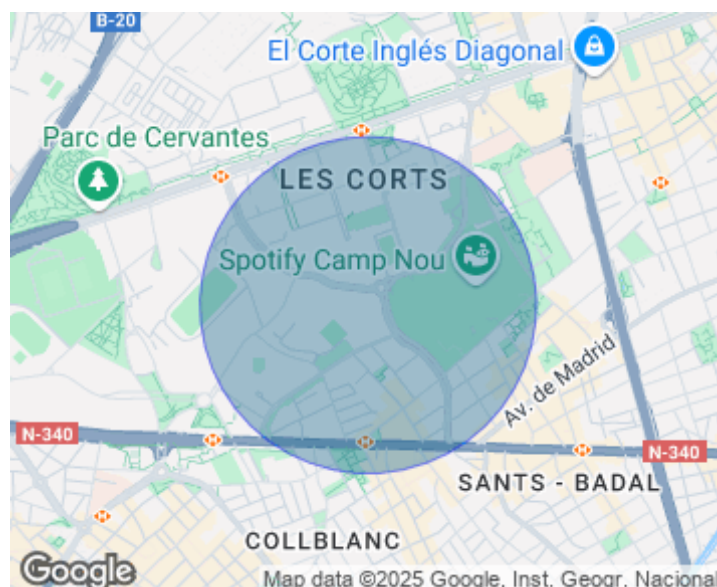 B-20
El Corte Inglés Diagonal
Parc de Cervantes
LES CORTS
Spotify Camp Nou
Av. de Madrid
N-340
N-340
SANTS - BADAL
COLLBLANC
Google
Map data ©2025 Google, Inst. Geogr. Nacional